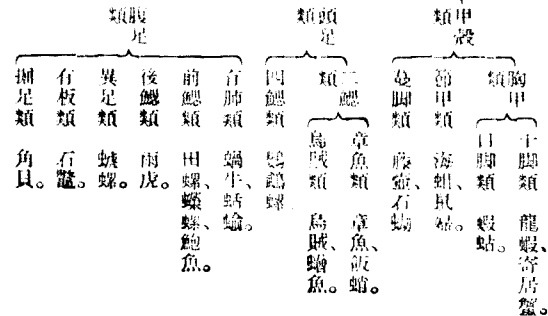 甲殼類
胸甲類
十脚類 龍蝦、寄居蟹。
口脚類 蝦蛄。
節甲類 海蛆、鼠婦。
蔓脚類 藤壺、石蜐
頭足類
二鰓類
章魚類 章魚、飯蛸。
烏賊類 烏賊、魚。
四鰓類 鸚鵡螺
腹足類
有肺類 蝸牛、蛞蝓。
前鰓類 田螺、蠑螺、鮑魚。
後鰓類 雨虎。
異足類 螺。
有板類 石鼈。
掘足類 角貝。